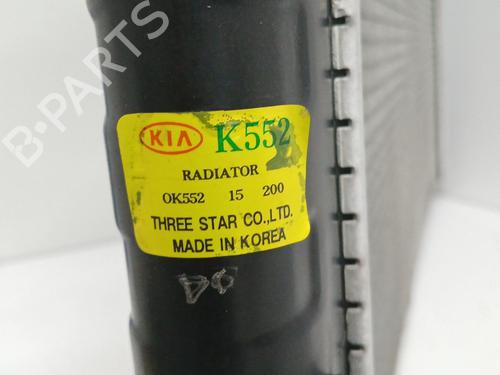 B-PARTS
KIA K552
RADIATOR
OK552 15 200
THREE STAR CO.,LTD.
MADE IN KOREA